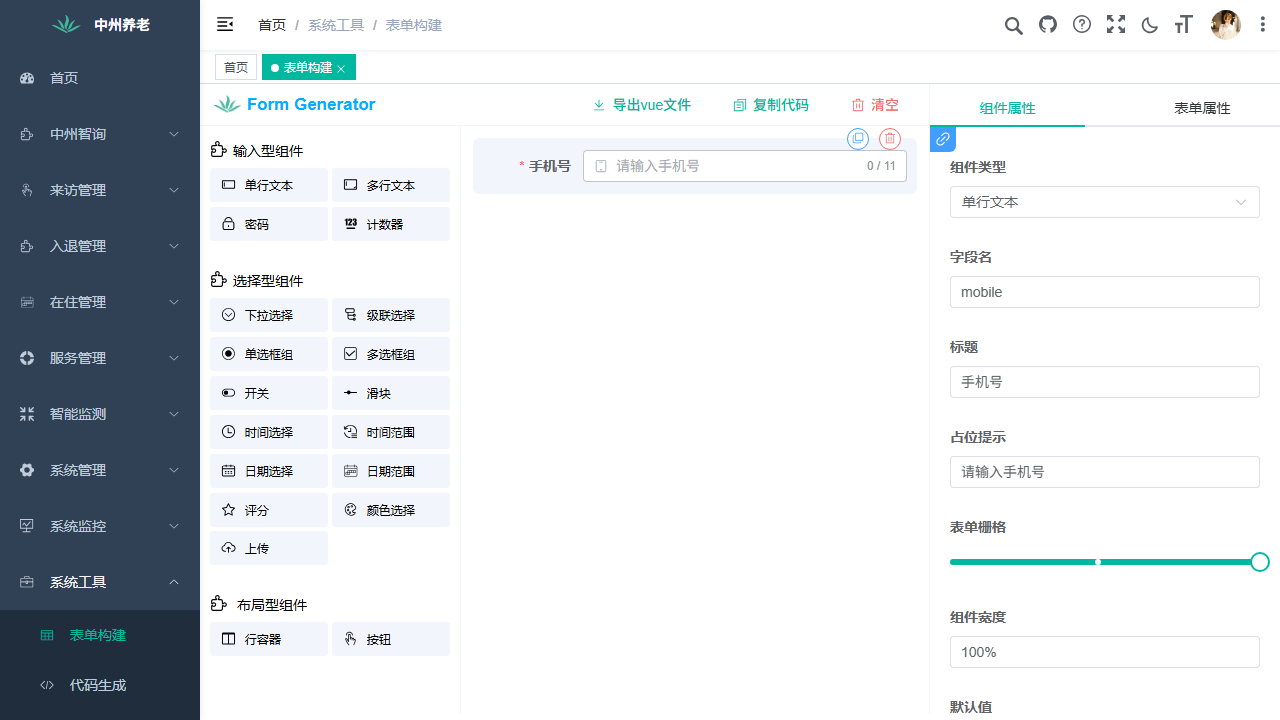 中州养老
首页
中州智询
来访管理
入退管理
在住管理
服务管理
智能监测
系统管理
系统监控
系统工具
表单构建
代码生成
首页 / 系统工具 / 表单构建
首页
表单构建
Form Generator
导出vue文件
复制代码
清空
输入型组件
单行文本
多行文本
密码
123 计数器
选择型组件
下拉选择
级联选择
单选框组
多选框组
开关
滑块
时间选择
时间范围
日期选择
日期范围
评分
颜色选择
上传
布局型组件
行容器
按钮
* 手机号
请输入手机号
0 / 11
组件属性
表单属性
组件类型
单行文本
字段名
mobile
标题
手机号
占位提示
请输入手机号
表单栅格
组件宽度
100%
默认值